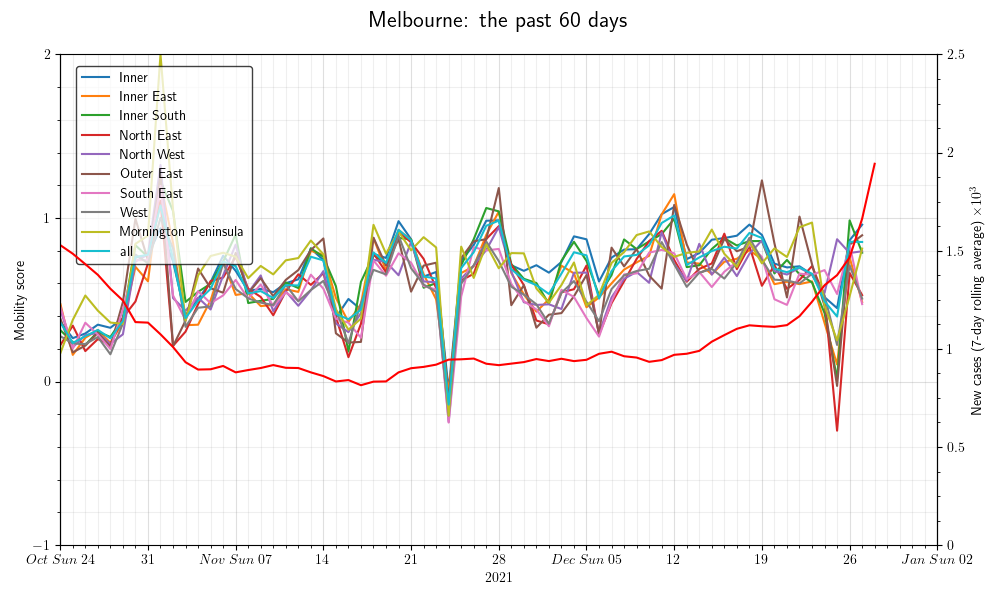 Melbourne: the past 60 days
2
1
0
−1
Mobility score
Inner
Inner East
Inner South
North East
North West
Outer East
South East
West
Mornington Peninsula
all
2.5
2
1.5
1
0.5
0
New cases (7-day rolling average) ×10³
Oct Sun 24
31
Nov Sun 07
14
21
28
Dec Sun 05
12
19
26
Jan Sun 02
2021